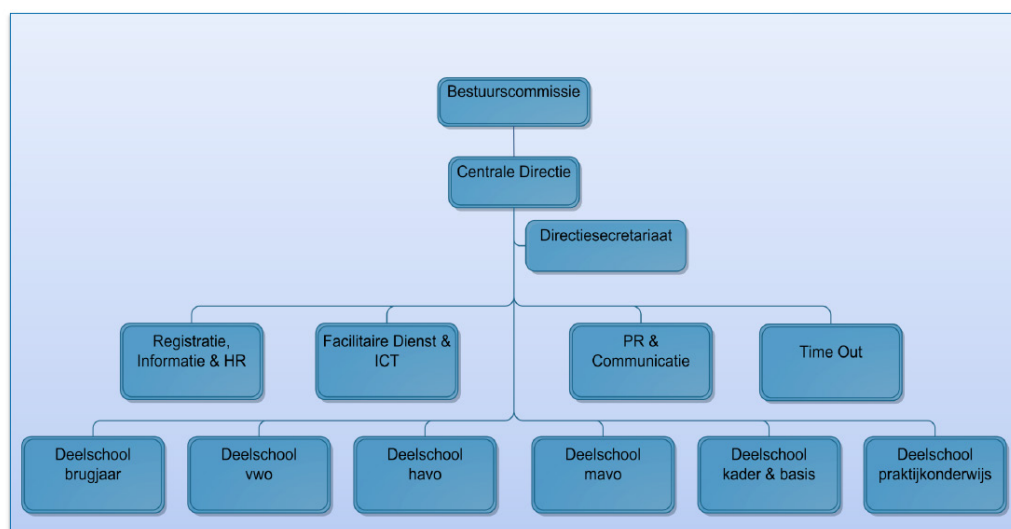 Bestuurscommissie
Centrale Directie
Directiesecretariaat
Registratie,
Informatie & HR
Facilitaire Dienst &
ICT
PR &
Communicatie
Time Out
Deelschool
brugjaar
Deelschool
vwo
Deelschool
havo
Deelschool
mavo
Deelschool
kader & basis
Deelschool
praktijkonderwijs